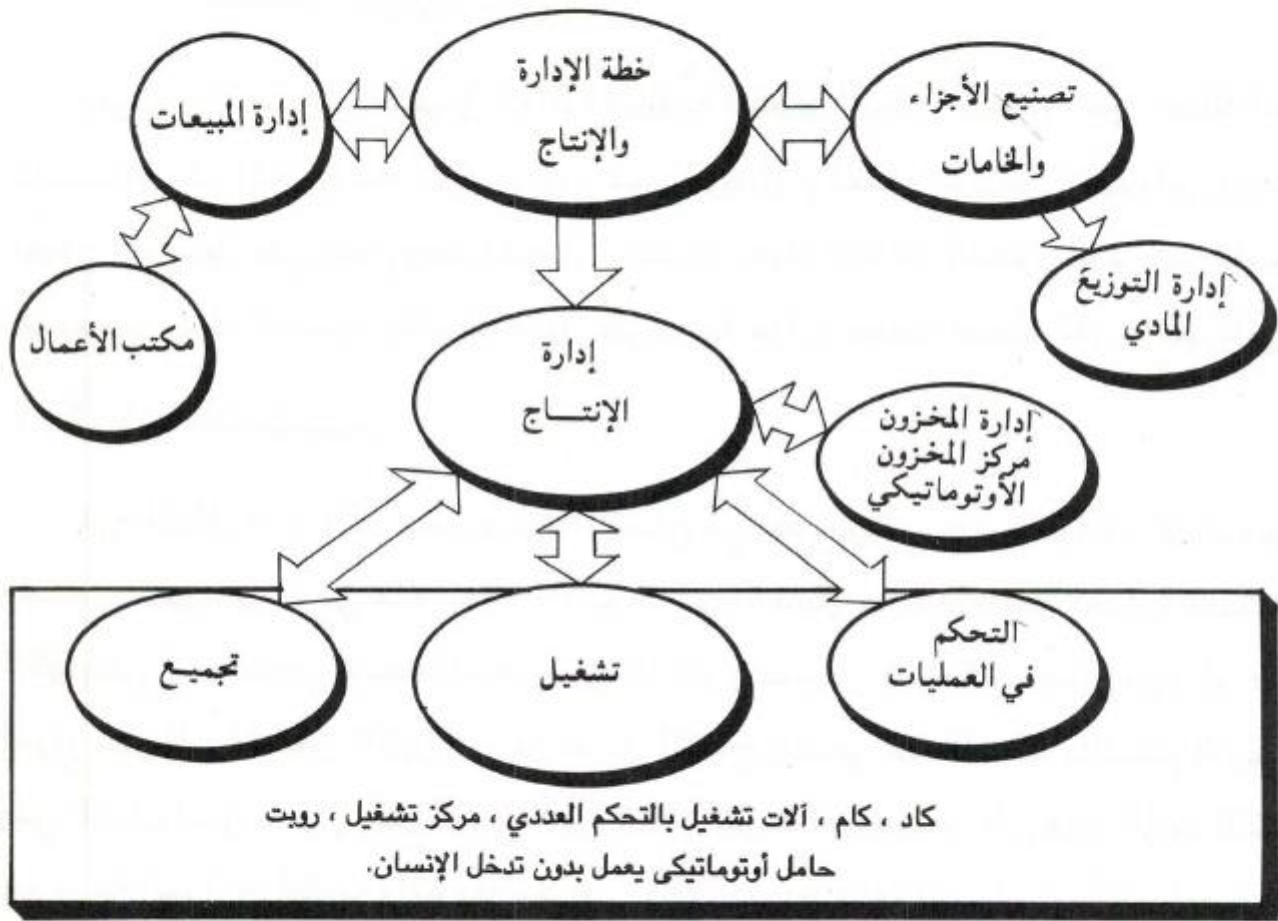 خطة الإدارة
والإنتاج
إدارة المبيعات
تصنيع الأجزاء
والخامات
إدارة التوزيع
المادي
مكتب الأعمال
إدارة
الإنتـــاج
إدارة المخزون
مركز المخزون
الأوتوماتيكي
التحكم
في العمليات
تشغيل
تجميـع
كاد ، كام ، آلات تشغيل بالتحكم العددي ، مركز تشغيل ، روبت
حامل أوتوماتيكى يعمل بدون تدخل الإنسان.